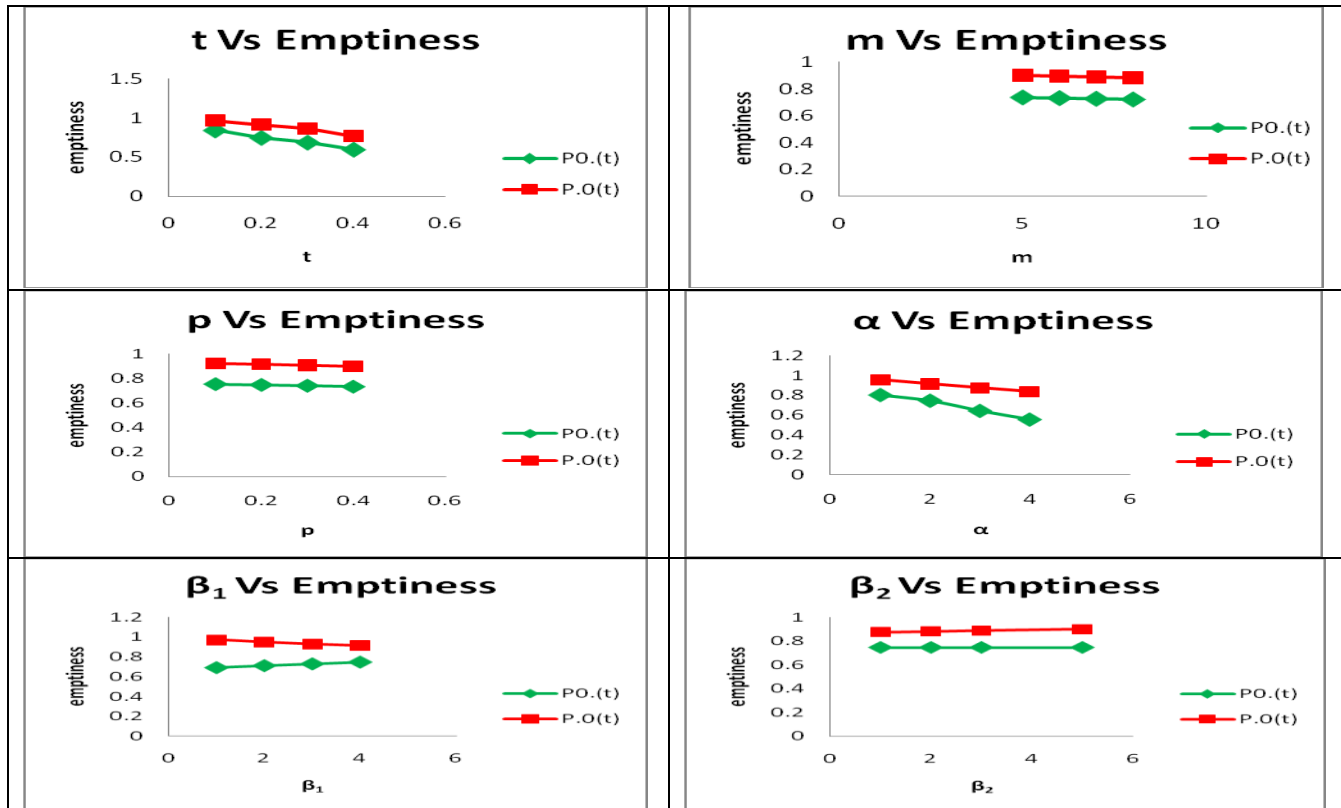 t Vs Emptiness
emptiness
1.5
1
0.5
0
0 0.2 0.4 0.6
t
P0.(t)
P.0(t)
m Vs Emptiness
emptiness
1
0.8
0.6
0.4
0.2
0
0 5 10
m
P0.(t)
P.0(t)
p Vs Emptiness
emptiness
1
0.8
0.6
0.4
0.2
0
0 0.2 0.4 0.6
p
P0.(t)
P.0(t)
α Vs Emptiness
emptiness
1.2
1
0.8
0.6
0.4
0.2
0
0 2 4 6
α
P0.(t)
P.0(t)
β₁ Vs Emptiness
emptiness
1.2
1
0.8
0.6
0.4
0.2
0
0 2 4 6
β₁
P0.(t)
P.0(t)
β₂ Vs Emptiness
emptiness
1
0.8
0.6
0.4
0.2
0
0 2 4 6
β₂
P0.(t)
P.0(t)